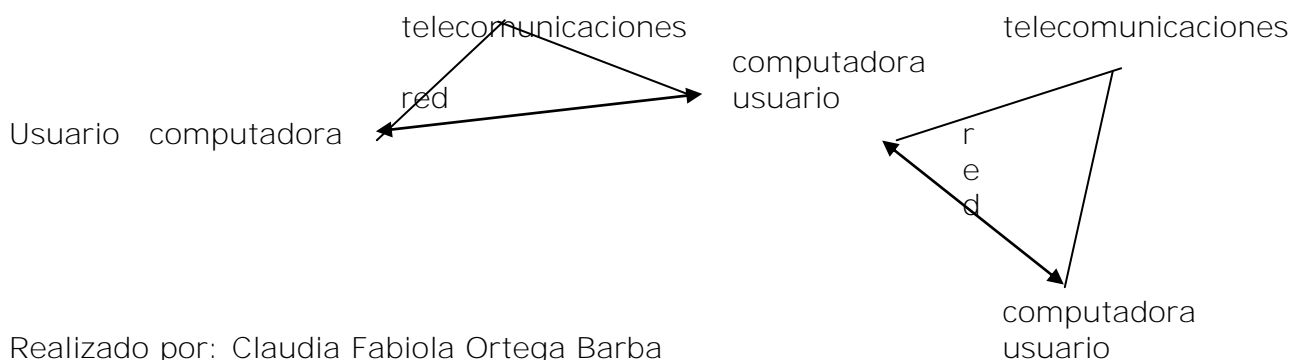 telecomunicaciones
telecomunicaciones
computadora
usuario
red
Usuario computadora
r
e
d
computadora
usuario
Realizado por: Claudia Fabiola Ortega Barba